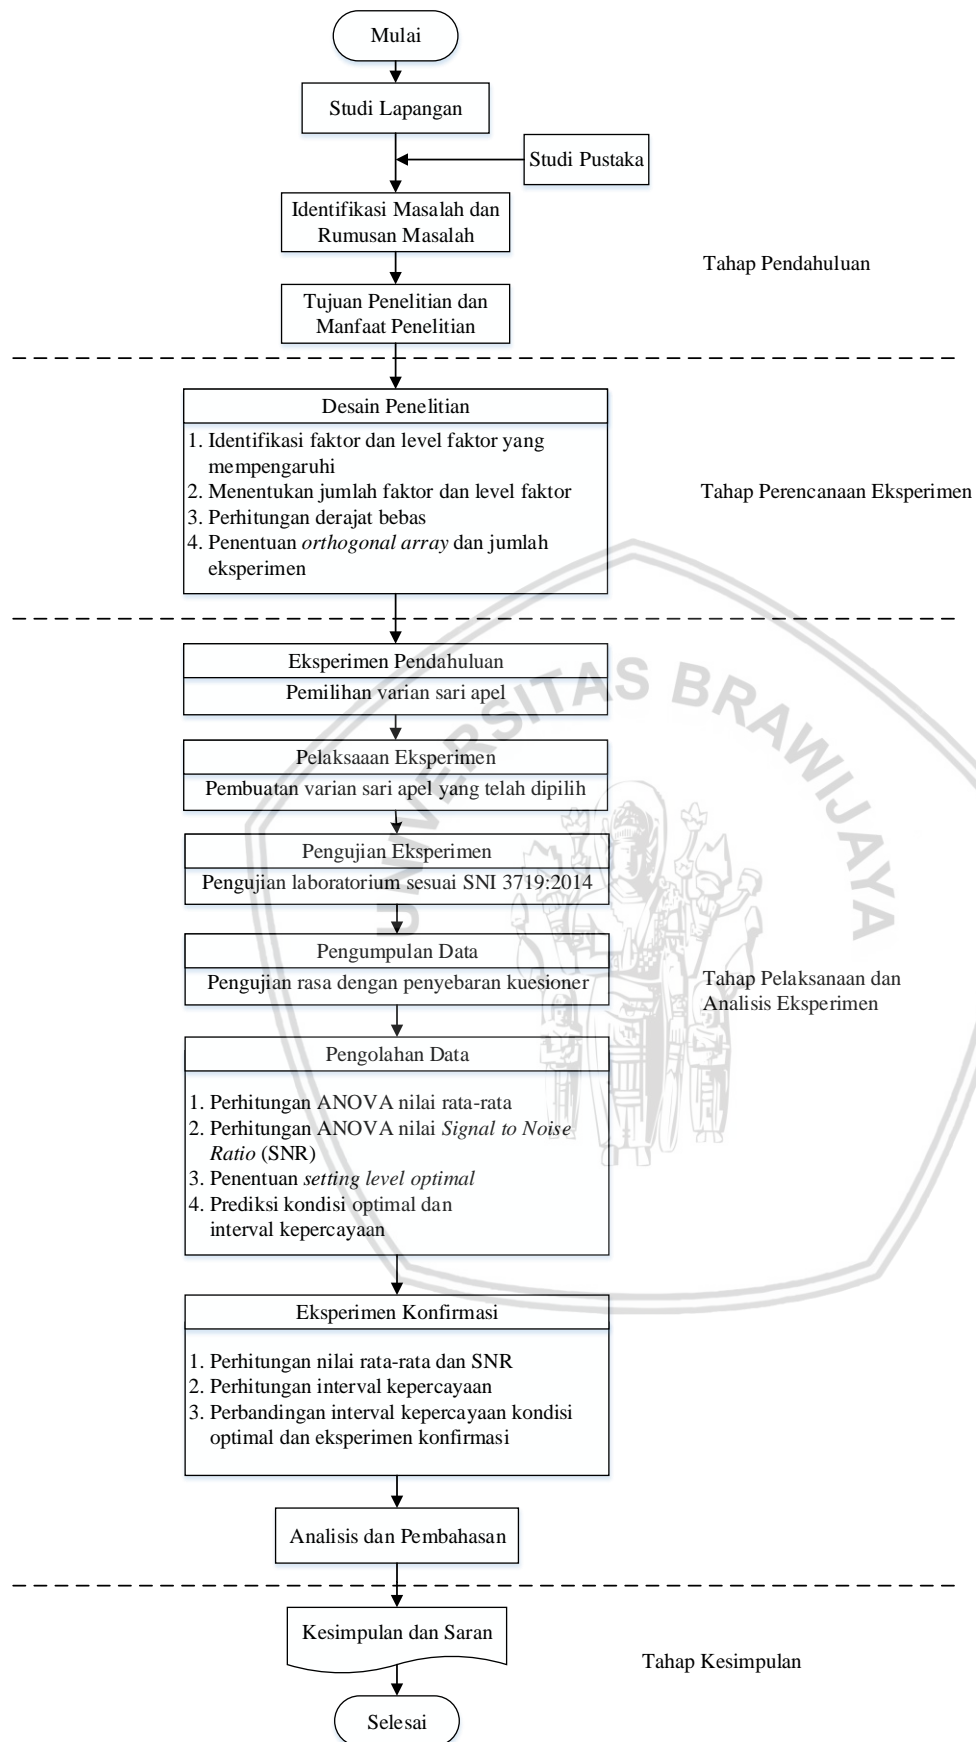 Mulai
Studi Lapangan
Studi Pustaka
Identifikasi Masalah dan
Rumusan Masalah
Tahap Pendahuluan
Tujuan Penelitian dan
Manfaat Penelitian
Desain Penelitian
1. Identifikasi faktor dan level faktor yang
mempengaruhi
2. Menentukan jumlah faktor dan level faktor
3. Perhitungan derajat bebas
4. Penentuan orthogonal array dan jumlah
eksperimen
Tahap Perencanaan Eksperimen
Eksperimen Pendahuluan
Pemilihan varian sari apel
Pelaksaaan Eksperimen
Pembuatan varian sari apel yang telah dipilih
Pengujian Eksperimen
Pengujian laboratorium sesuai SNI 3719:2014
Pengumpulan Data
Pengujian rasa dengan penyebaran kuesioner
Tahap Pelaksanaan dan
Analisis Eksperimen
Pengolahan Data
1. Perhitungan ANOVA nilai rata-rata
2. Perhitungan ANOVA nilai Signal to Noise
Ratio (SNR)
3. Penentuan setting level optimal
4. Prediksi kondisi optimal dan
interval kepercayaan
Eksperimen Konfirmasi
1. Perhitungan nilai rata-rata dan SNR
2. Perhitungan interval kepercayaan
3. Perbandingan interval kepercayaan kondisi
optimal dan eksperimen konfirmasi
Analisis dan Pembahasan
Kesimpulan dan Saran
Tahap Kesimpulan
Selesai
UNIVERSITAS BRAWIJAYA